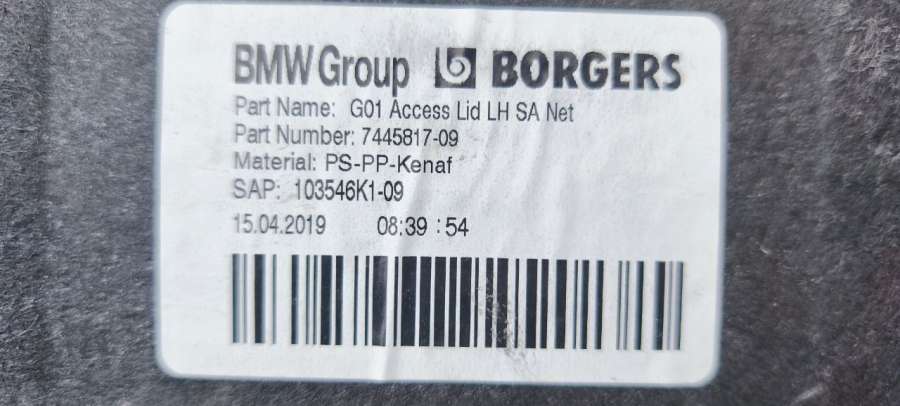 BMW Group BORGERS
Part Name: G01 Access Lid LH SA Net
Part Number: 7445817-09
Material: PS-PP-Kenaf
SAP: 103546K1-09
15.04.2019 08:39 :54